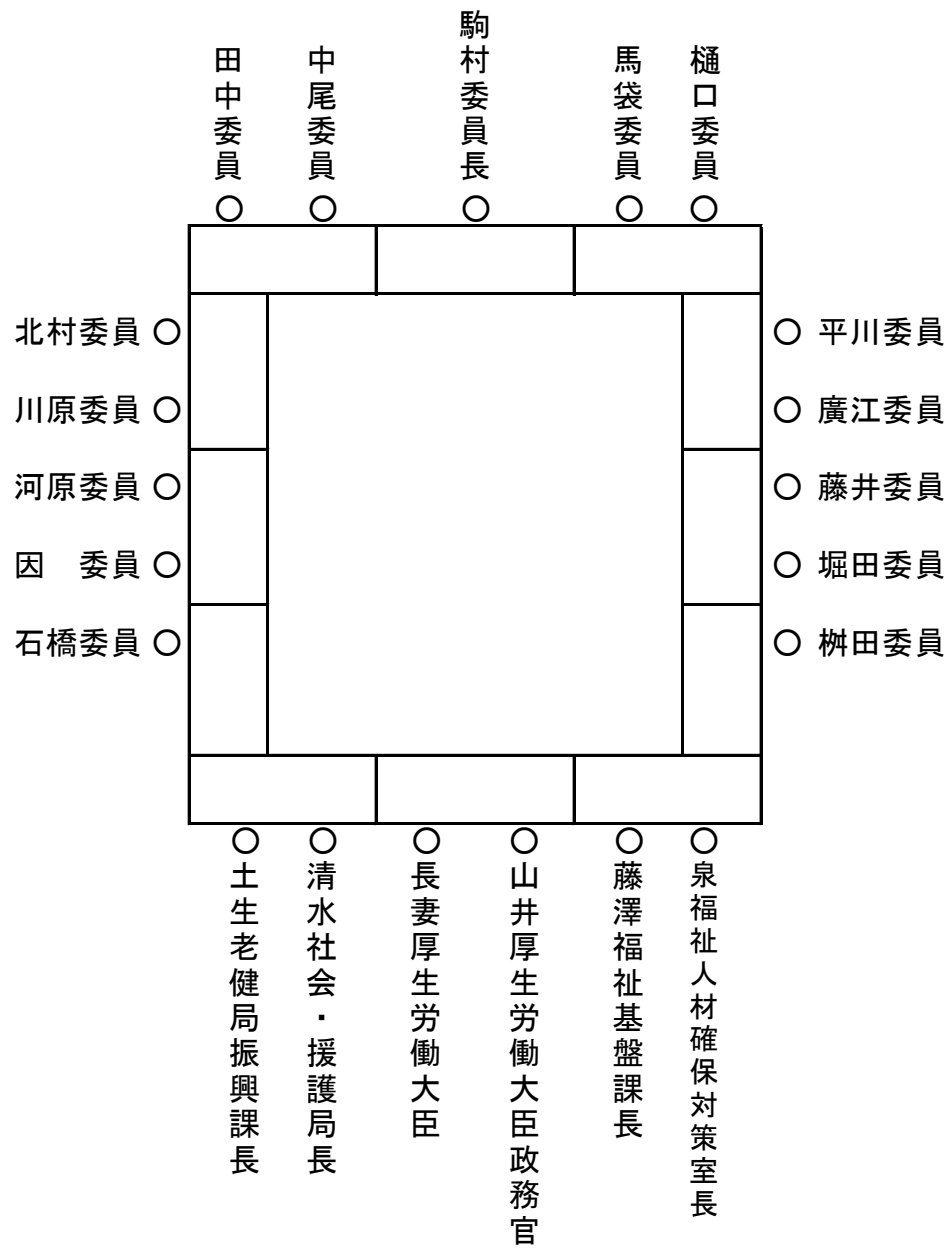 田中委員
中尾委員
駒村委員長
馬袋委員
樋口委員
北村委員
川原委員
河原委員
因　委員
石橋委員
平川委員
廣江委員
藤井委員
堀田委員
桝田委員
土生老健局振興課長
清水社会・援護局長
長妻厚生労働大臣
山井厚生労働大臣政務官
藤澤福祉基盤課長
泉福祉人材確保対策室長